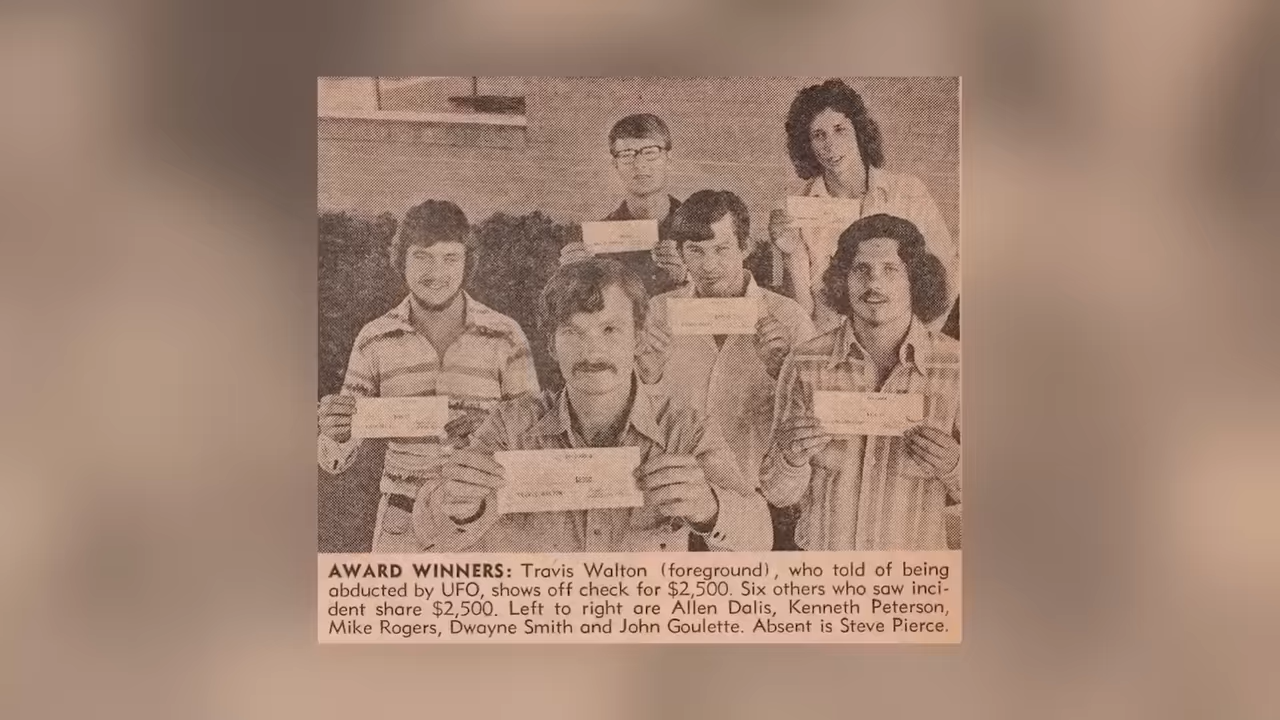 AWARD WINNERS: Travis Walton (foreground), who told of being
abducted by UFO, shows off check for $2,500. Six others who saw inci-
dent share $2,500. Left to right are Allen Dalis, Kenneth Peterson,
Mike Rogers, Dwayne Smith and John Goulette. Absent is Steve Pierce.